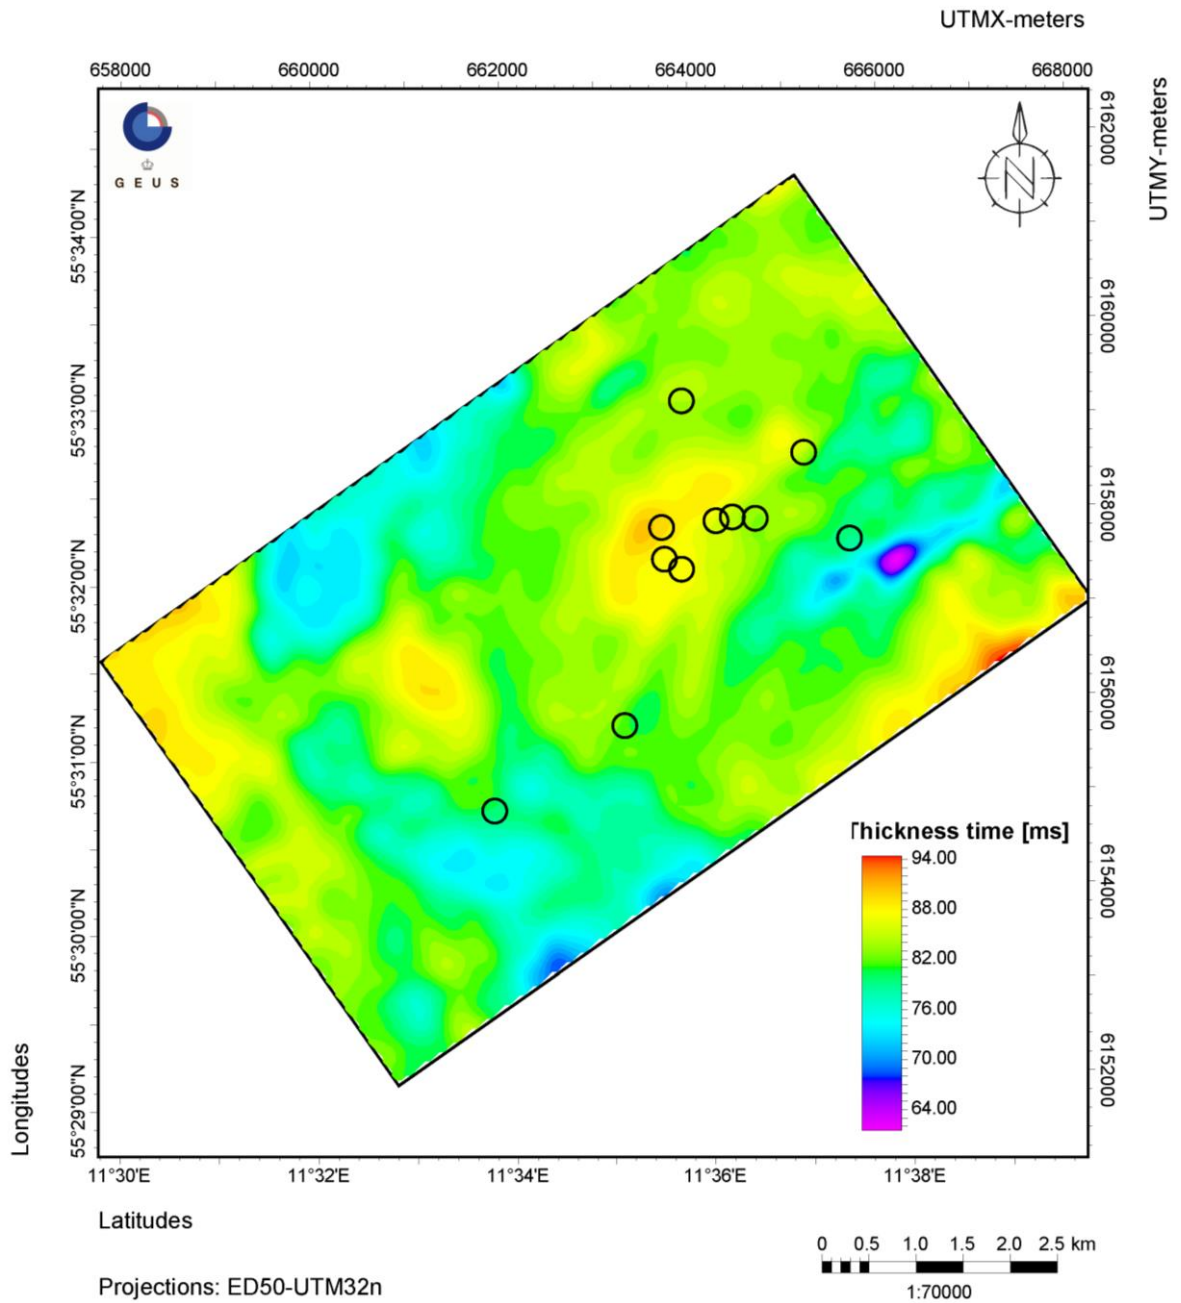 UTMX-meters
658000 660000 662000 664000 666000 668000
GEUS
N
UTMY-meters
6162000
6160000
6158000
6156000
6154000
6152000
55°34'00"N
55°33'00"N
55°32'00"N
55°31'00"N
55°30'00"N
55°29'00"N
Longitudes
Thickness time [ms]
94.00
88.00
82.00
76.00
70.00
64.00
11°30'E 11°32'E 11°34'E 11°36'E 11°38'E
Latitudes
0 0.5 1.0 1.5 2.0 2.5 km
1:70000
Projections: ED50-UTM32n